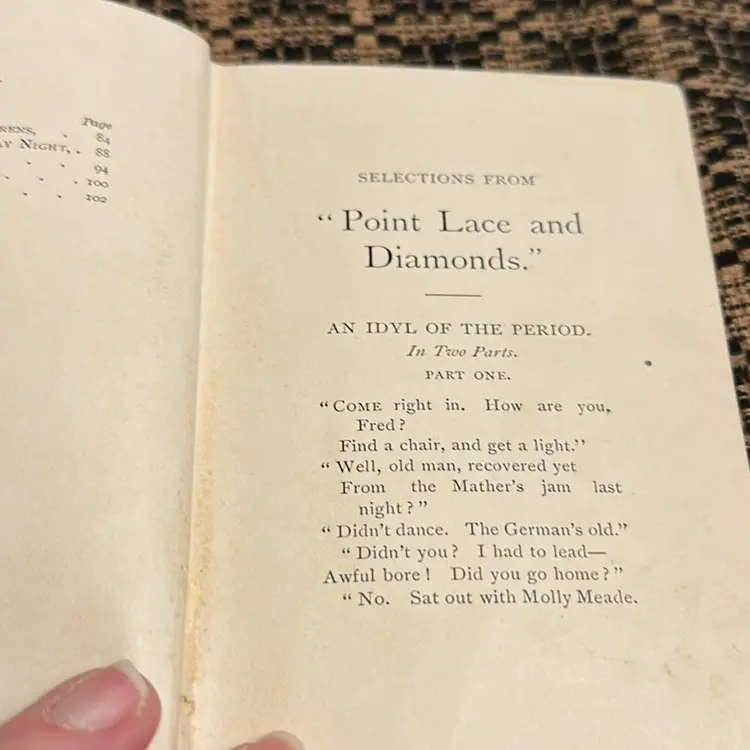 Page
RENS, . 84
AY NIGHT, . 88
. . 94
. . . 100
. . 102
SELECTIONS FROM
“Point Lace and
Diamonds.”
AN IDYL OF THE PERIOD.
In Two Parts.
PART ONE.
“COME right in. How are you,
Fred?
Find a chair, and get a light.”
“Well, old man, recovered yet
From the Mather's jam last
night?”
“Didn't dance. The German's old.”
“Didn't you? I had to lead—
Awful bore! Did you go home?”
“No. Sat out with Molly Meade.